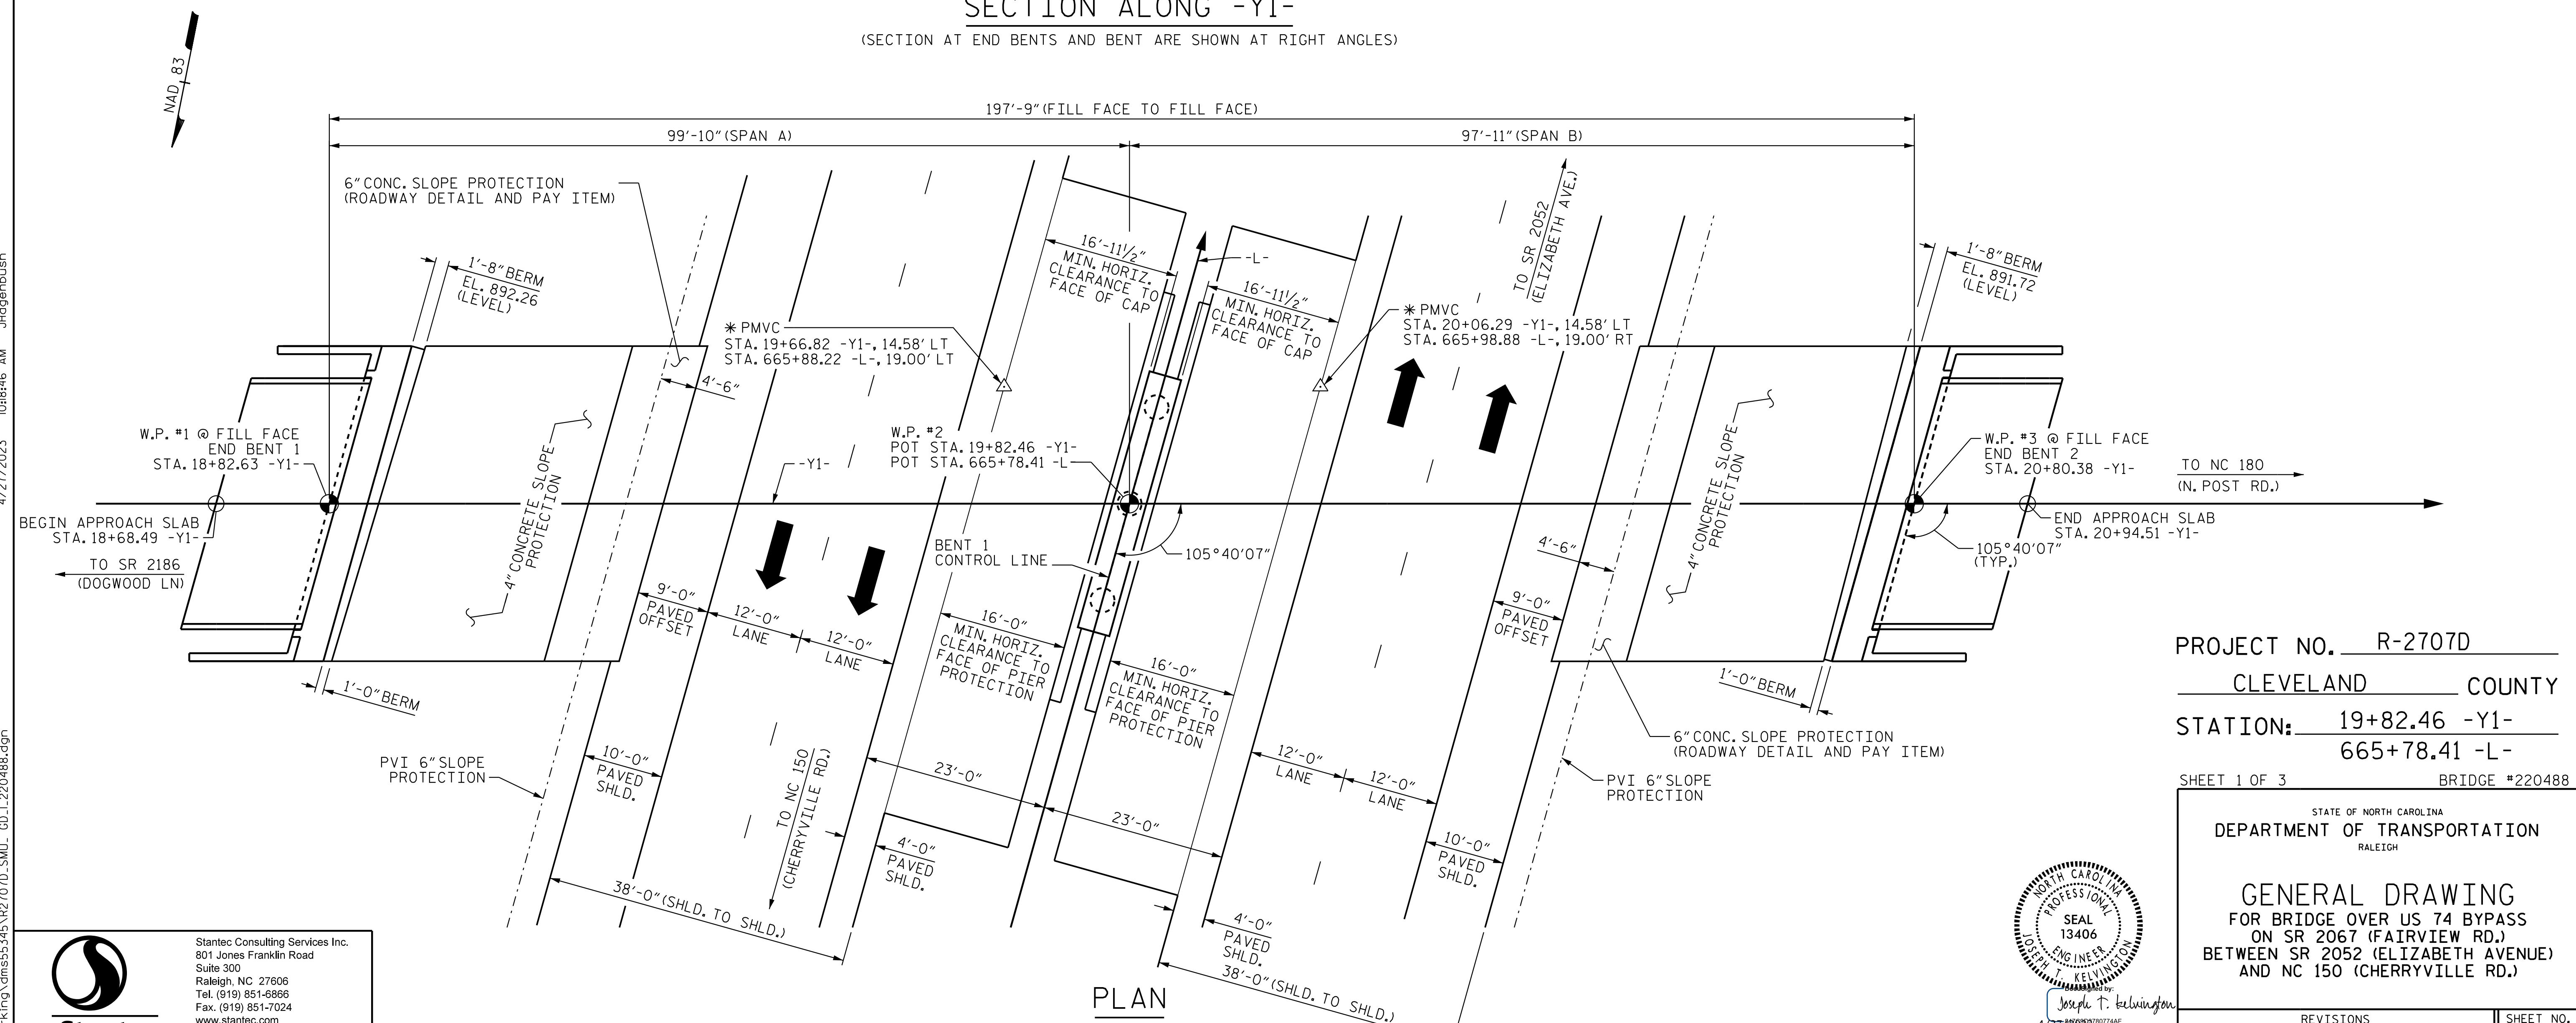 SECTION ALONG -Y1-
(SECTION AT END BENTS AND BENT ARE SHOWN AT RIGHT ANGLES)
NAD 83
197'-9" (FILL FACE TO FILL FACE)
99'-10" (SPAN A)
97'-11" (SPAN B)
6" CONC. SLOPE PROTECTION
(ROADWAY DETAIL AND PAY ITEM)
1'-8" BERM
EL. 892.26
(LEVEL)
16'-11 1/2"
MIN. HORIZ.
CLEARANCE TO
FACE OF CAP
-L-
16'-11 1/2"
MIN. HORIZ.
CLEARANCE TO
FACE OF CAP
TO SR 2052
(ELIZABETH AVE.)
1'-8" BERM
EL. 891.72
(LEVEL)
* PMVC
STA. 19+66.82 -Y1-, 14.58' LT
STA. 665+88.22 -L-, 19.00' LT
* PMVC
STA. 20+06.29 -Y1-, 14.58' LT
STA. 665+98.88 -L-, 19.00' RT
4'-6"
W.P. #1 @ FILL FACE
END BENT 1
STA. 18+82.63 -Y1-
4" CONCRETE SLOPE
PROTECTION
-Y1-
W.P. #2
POT STA. 19+82.46 -Y1-
POT STA. 665+78.41 -L-
4" CONCRETE SLOPE
PROTECTION
W.P. #3 @ FILL FACE
END BENT 2
STA. 20+80.38 -Y1-
TO NC 180
(N. POST RD.)
BEGIN APPROACH SLAB
STA. 18+68.49 -Y1-
TO SR 2186
(DOGWOOD LN)
BENT 1
CONTROL LINE
105°40'07"
4'-6"
END APPROACH SLAB
STA. 20+94.51 -Y1-
105°40'07"
(TYP.)
9'-0"
PAVED
OFFSET
12'-0"
LANE
12'-0"
LANE
16'-0"
MIN. HORIZ.
CLEARANCE TO
FACE OF PIER
PROTECTION
16'-0"
MIN. HORIZ.
CLEARANCE TO
FACE OF PIER
PROTECTION
9'-0"
PAVED
OFFSET
1'-0" BERM
1'-0" BERM
PVI 6" SLOPE
PROTECTION
10'-0"
PAVED
SHLD.
TO NC 150
(CHERRYVILLE RD.)
23'-0"
23'-0"
12'-0"
LANE
12'-0"
LANE
6" CONC. SLOPE PROTECTION
(ROADWAY DETAIL AND PAY ITEM)
PVI 6" SLOPE
PROTECTION
4'-0"
PAVED
SHLD.
10'-0"
PAVED
SHLD.
38'-0" (SHLD. TO SHLD.)
4'-0"
PAVED
SHLD.
38'-0" (SHLD. TO SHLD.)
PLAN
PROJECT NO. R-2707D
CLEVELAND COUNTY
STATION: 19+82.46 -Y1-
665+78.41 -L-
SHEET 1 OF 3 BRIDGE #220488
STATE OF NORTH CAROLINA
DEPARTMENT OF TRANSPORTATION
RALEIGH
GENERAL DRAWING
FOR BRIDGE OVER US 74 BYPASS
ON SR 2067 (FAIRVIEW RD.)
BETWEEN SR 2052 (ELIZABETH AVENUE)
AND NC 150 (CHERRYVILLE RD.)
REVISIONS
SHEET NO.
NORTH CAROLINA
PROFESSIONAL
SEAL
13406
ENGINEER
JOSEPH T. KELVINGTON
Joseph T. Kelvington
Stantec Consulting Services Inc.
801 Jones Franklin Road
Suite 300
Raleigh, NC 27606
Tel. (919) 851-6866
Fax. (919) 851-7024
www.stantec.com
4/27/2023 10:18:46 AM JHagenbush